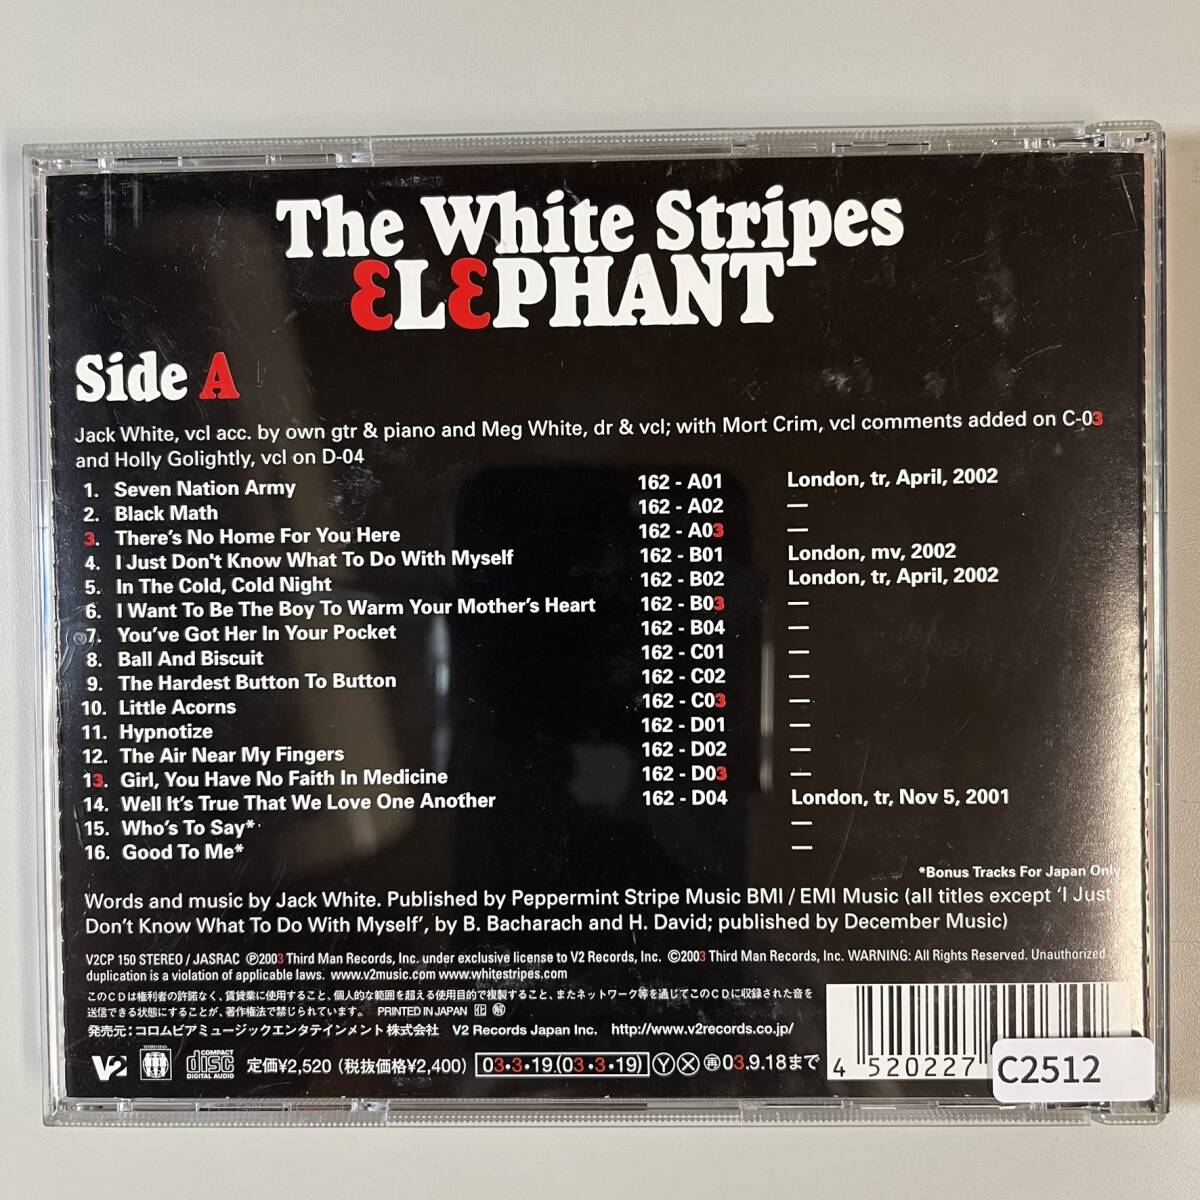 The White Stripes
ELEPHANT
Side A
Jack White, vcl acc. by own gtr & piano and Meg White, dr & vcl; with Mort Crim, vcl comments added on C-03
and Holly Golightly, vcl on D-04
1. Seven Nation Army 162 - A01 London, tr, April, 2002
2. Black Math 162 - A02 —
3. There's No Home For You Here 162 - A03 —
4. I Just Don't Know What To Do With Myself 162 - B01 London, mv, 2002
5. In The Cold, Cold Night 162 - B02 London, tr, April, 2002
6. I Want To Be The Boy To Warm Your Mother's Heart 162 - B03 —
7. You've Got Her In Your Pocket 162 - B04 —
8. Ball And Biscuit 162 - C01 —
9. The Hardest Button To Button 162 - C02 —
10. Little Acorns 162 - C03 —
11. Hypnotize 162 - D01 —
12. The Air Near My Fingers 162 - D02 —
13. Girl, You Have No Faith In Medicine 162 - D03 —
14. Well It's True That We Love One Another 162 - D04 London, tr, Nov 5, 2001
15. Who's To Say* —
16. Good To Me* —
*Bonus Tracks For Japan Only
Words and music by Jack White. Published by Peppermint Stripe Music BMI / EMI Music (all titles except 'I Just
Don't Know What To Do With Myself', by B. Bacharach and H. David; published by December Music)
V2CP 150 STEREO / JASRAC ℗2003 Third Man Records, Inc. under exclusive license to V2 Records, Inc. ©2003 Third Man Records, Inc. WARNING: All Rights Reserved. Unauthorized
duplication is a violation of applicable laws. www.v2music.com www.whitestripes.com
このCDは権利者の許諾なく、賃貸業に使用すること、個人的な範囲を超える使用目的で複製すること、またネットワーク等を通じてこのCDに収録された音を
送信できる状態にすることが、著作権法で禁じられています。 PRINTED IN JAPAN
発売元:コロムビアミュージックエンタテインメント株式会社 V2 Records Japan Inc. http://www.v2records.co.jp/
V2 COMPACT disc DIGITAL AUDIO 定価¥2,520 (税抜価格¥2,400) 03・3・19.(03・3・19) Ⓨ Ⓧ 再03.9.18まで
4 520227
C2512